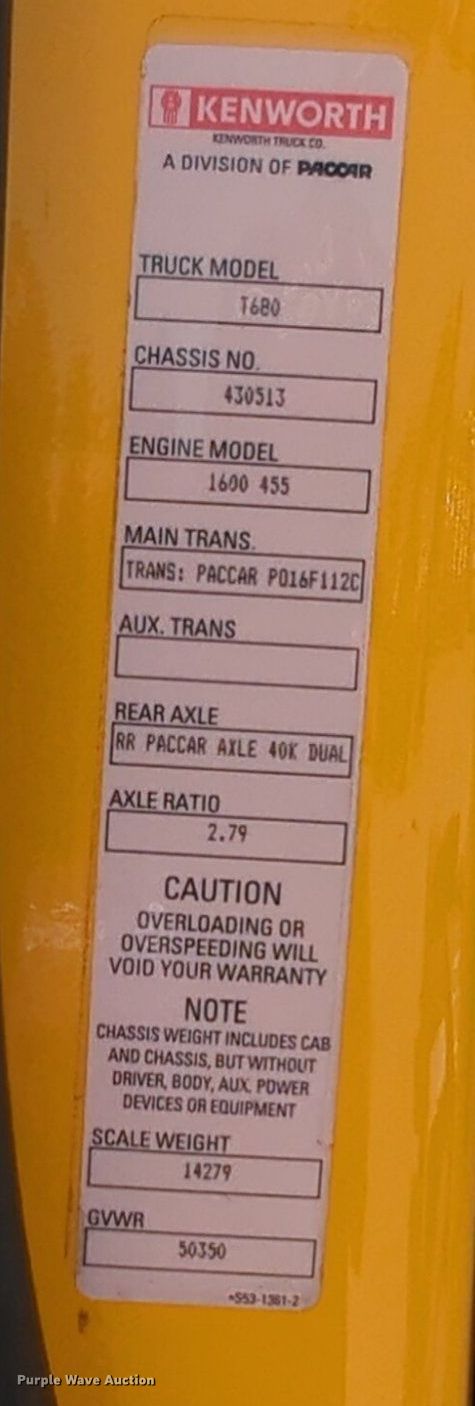 KENWORTH
KENWORTH TRUCK CO.
A DIVISION OF PACCAR
TRUCK MODEL
T680
CHASSIS NO.
430513
ENGINE MODEL
1600 455
MAIN TRANS.
TRANS: PACCAR PO16F112C
AUX. TRANS
REAR AXLE
RR PACCAR AXLE 40K DUAL
AXLE RATIO
2.79
CAUTION
OVERLOADING OR
OVERSPEEDING WILL
VOID YOUR WARRANTY
NOTE
CHASSIS WEIGHT INCLUDES CAB
AND CHASSIS, BUT WITHOUT
DRIVER, BODY, AUX. POWER
DEVICES OR EQUIPMENT
SCALE WEIGHT
14279
GVWR
50350
*S53-1361-2
Purple Wave Auction